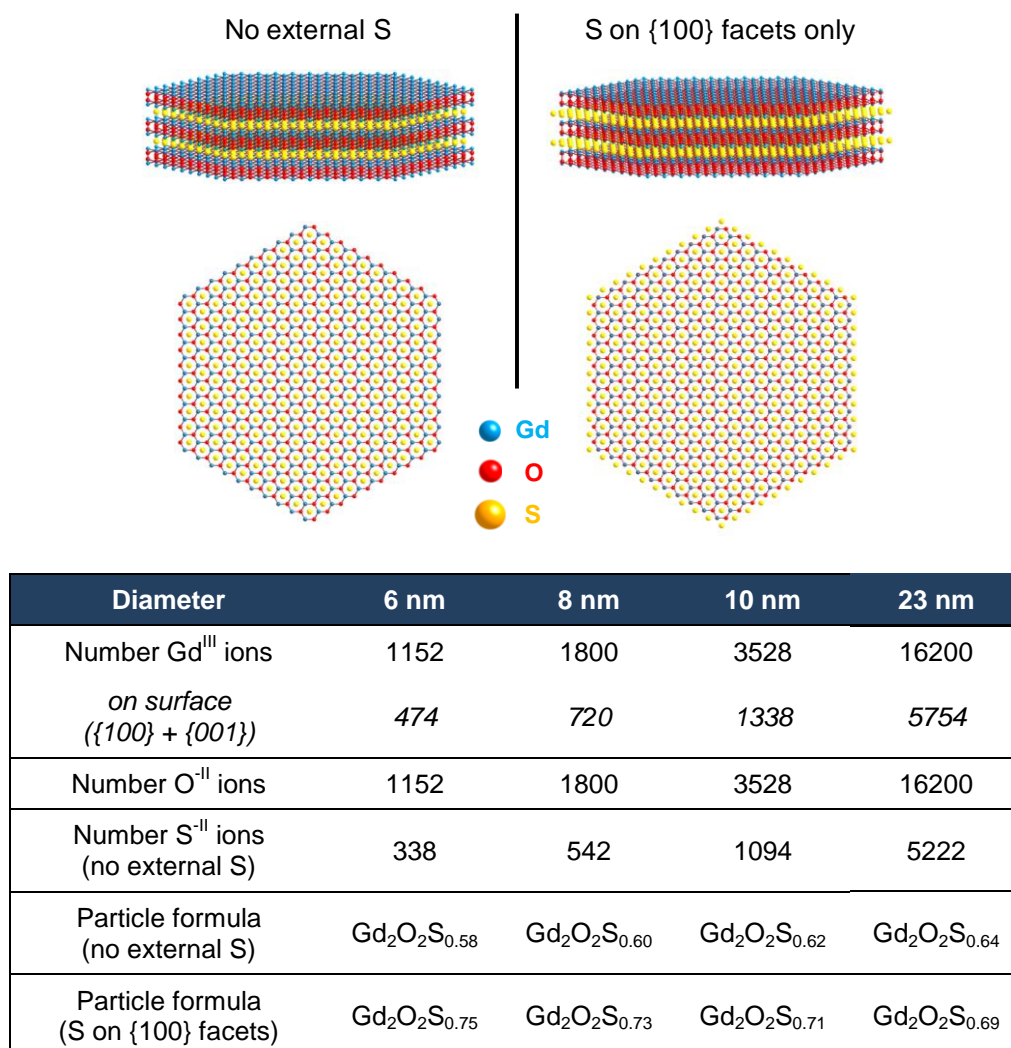 No external S
S on {100} facets only
Gd
O
S
Diameter 6 nm 8 nm 10 nm 23 nm
Number Gd^III ions 1152 1800 3528 16200
on surface
({100} + {001}) 474 720 1338 5754
Number O^-II ions 1152 1800 3528 16200
Number S^-II ions
(no external S) 338 542 1094 5222
Particle formula
(no external S) Gd₂O₂S₀.₅₈ Gd₂O₂S₀.₆₀ Gd₂O₂S₀.₆₂ Gd₂O₂S₀.₆₄
Particle formula
(S on {100} facets) Gd₂O₂S₀.₇₅ Gd₂O₂S₀.₇₃ Gd₂O₂S₀.₇₁ Gd₂O₂S₀.₆₉